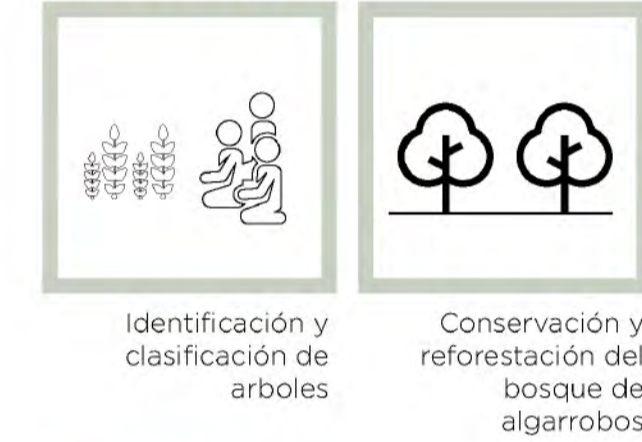 Identificación y
clasificación de
arboles
Conservación y
reforestación del
bosque de
algarrobos